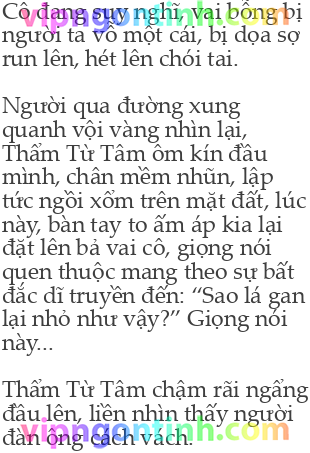 Cô đang suy nghĩ, vai bỗng bị
người ta vỗ một cái, bị dọa sợ
run lên, hét lên chói tai.
Người qua đường xung
quanh vội vàng nhìn lại,
Thẩm Từ Tâm ôm kín đầu
mình, chân mềm nhũn, lập
tức ngồi xổm trên mặt đất, lúc
này, bàn tay to ấm áp kia lại
đặt lên bả vai cô, giọng nói
quen thuộc mang theo sự bất
đắc dĩ truyền đến: “Sao lá gan
lại nhỏ như vậy?” Giọng nói
này...
Thẩm Từ Tâm chậm rãi ngẩng
đầu lên, liền nhìn thấy người
đàn ông cách vách.
vipngontinh.com
vipngontinh.com